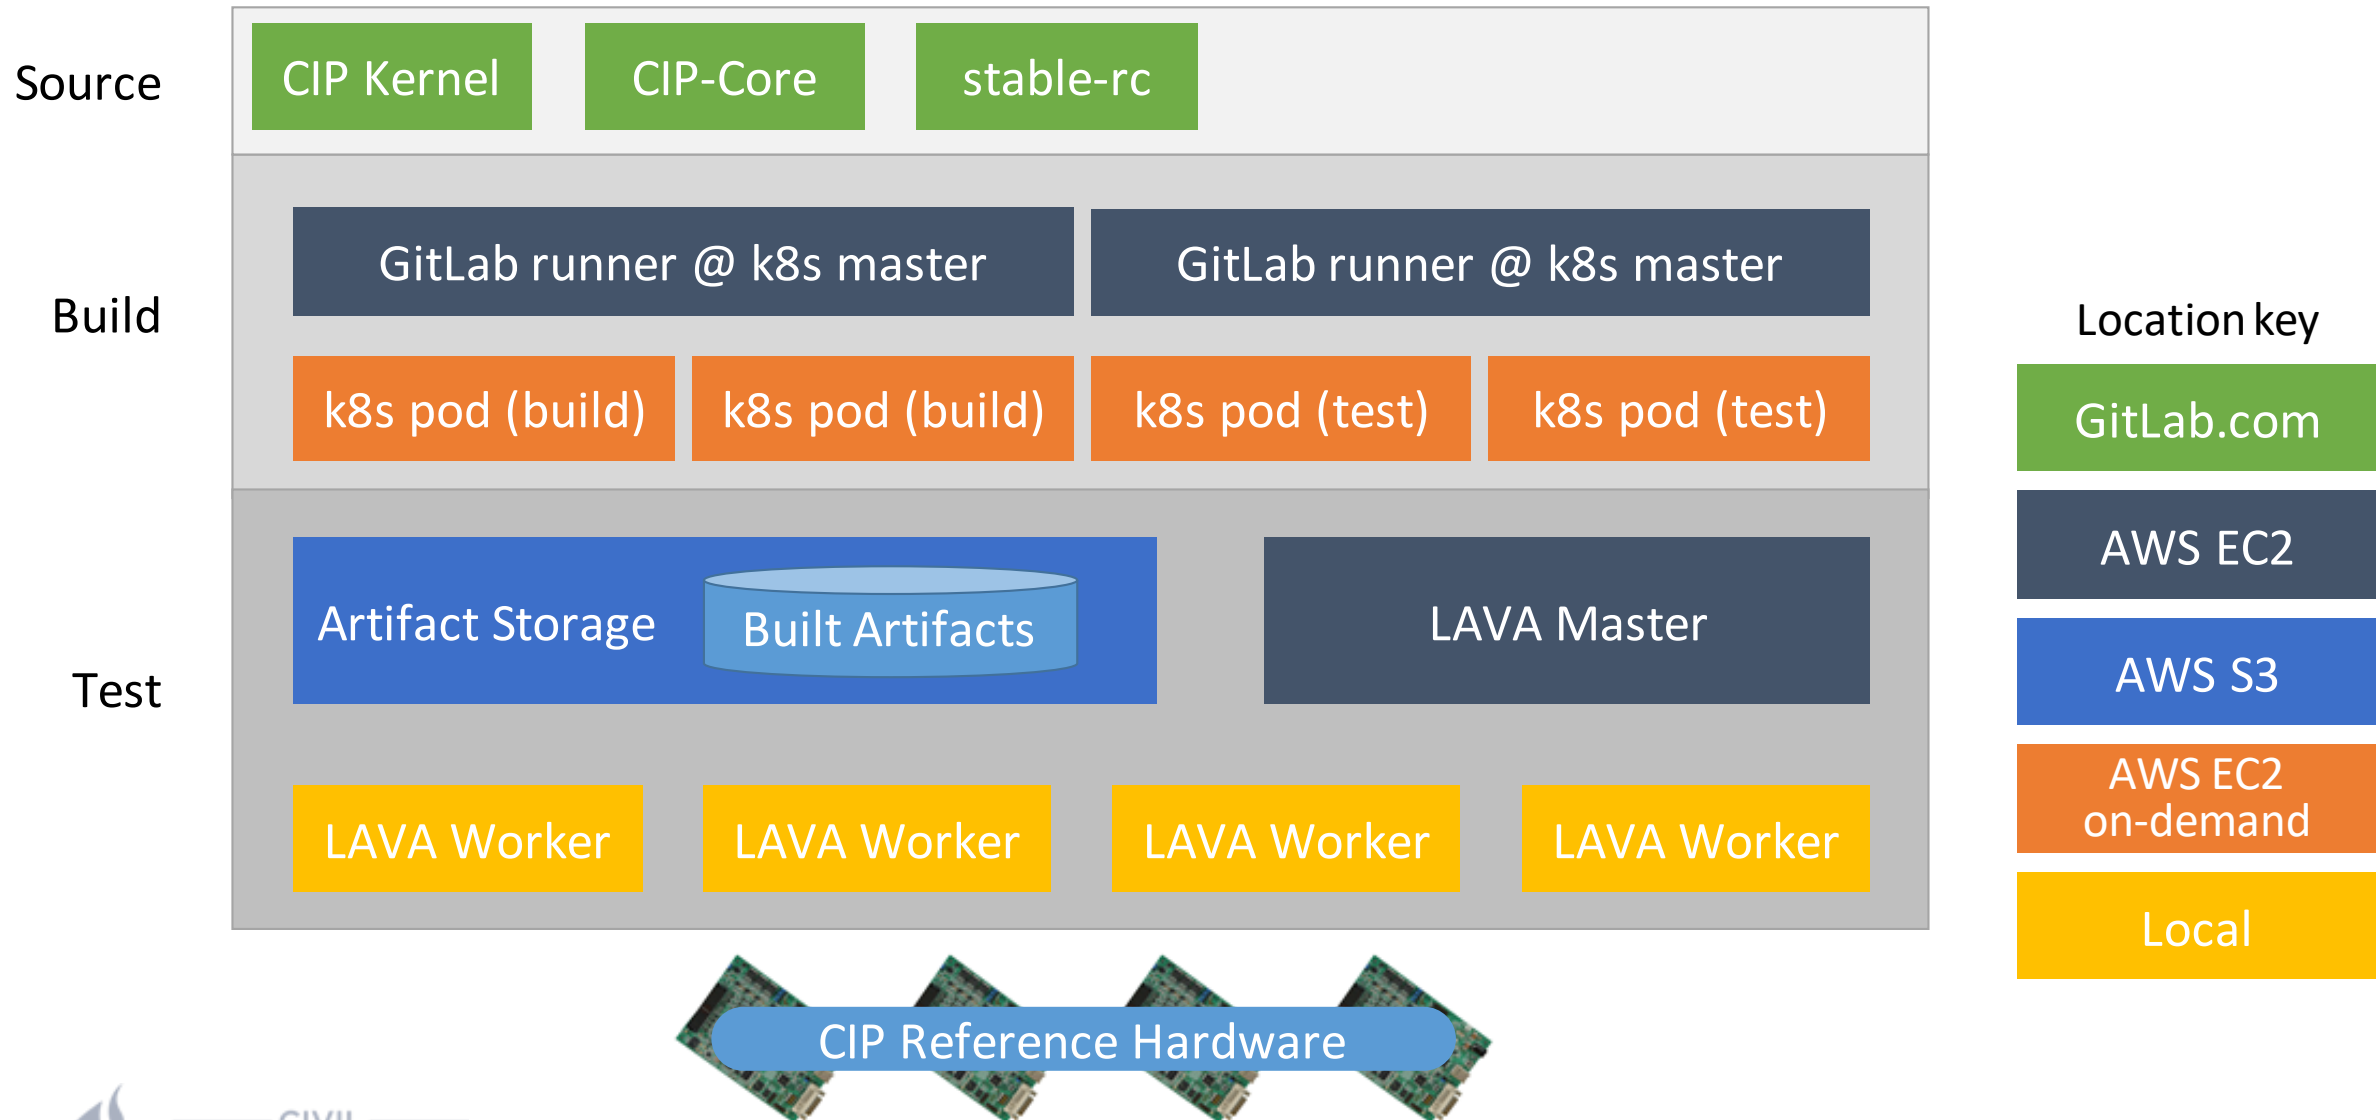 Source
CIP Kernel
CIP-Core
stable-rc
Build
GitLab runner @ k8s master
GitLab runner @ k8s master
k8s pod (build)
k8s pod (build)
k8s pod (test)
k8s pod (test)
Test
Artifact Storage
Built Artifacts
LAVA Master
LAVA Worker
LAVA Worker
LAVA Worker
LAVA Worker
CIP Reference Hardware
Location key
GitLab.com
AWS EC2
AWS S3
AWS EC2
on-demand
Local
CIVIL